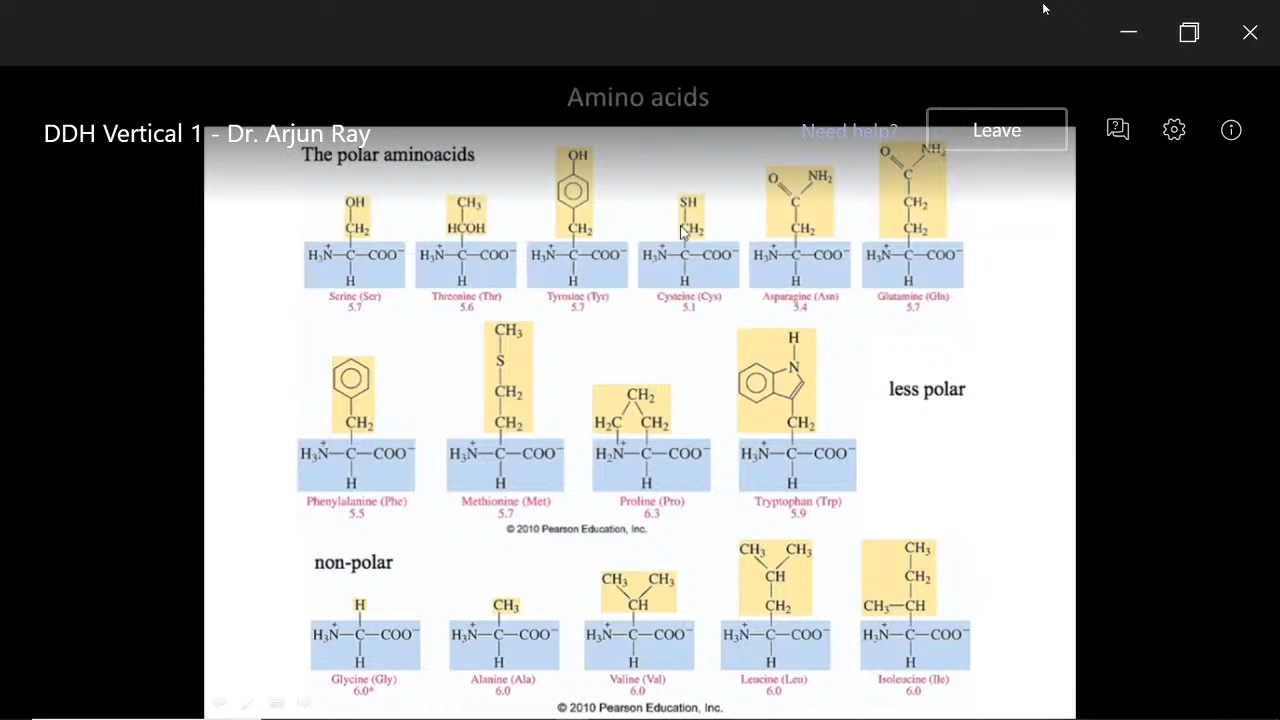 Amino acids
DDH Vertical 1 - Dr. Arjun Ray
Need help?
Leave
The polar aminoacids
OH
CH₂
H₃N⁺—C—COO⁻
H
Serine (Ser)
5.7
CH₃
HCOH
H₃N⁺—C—COO⁻
H
Threonine (Thr)
5.6
OH
CH₂
H₃N⁺—C—COO⁻
H
Tyrosine (Tyr)
5.7
SH
CH₂
H₃N⁺—C—COO⁻
H
Cysteine (Cys)
5.1
O NH₂
C
CH₂
H₃N⁺—C—COO⁻
H
Asparagine (Asn)
5.4
O NH₂
C
CH₂
CH₂
H₃N⁺—C—COO⁻
H
Glutamine (Gln)
5.7
CH₂
H₃N⁺—C—COO⁻
H
Phenylalanine (Phe)
5.5
CH₃
S
CH₂
CH₂
H₃N⁺—C—COO⁻
H
Methionine (Met)
5.7
CH₂
H₂C CH₂
H₂N⁺—C—COO⁻
H
Proline (Pro)
6.3
H
N
CH₂
H₃N⁺—C—COO⁻
H
Tryptophan (Trp)
5.9
less polar
© 2010 Pearson Education, Inc.
non-polar
H
H₃N⁺—C—COO⁻
H
Glycine (Gly)
6.0*
CH₃
H₃N⁺—C—COO⁻
H
Alanine (Ala)
6.0
CH₃ CH₃
CH
H₃N⁺—C—COO⁻
H
Valine (Val)
6.0
CH₃ CH₃
CH
CH₂
H₃N⁺—C—COO⁻
H
Leucine (Leu)
6.0
CH₃
CH₂
CH₃—CH
H₃N⁺—C—COO⁻
H
Isoleucine (Ile)
6.0
© 2010 Pearson Education, Inc.